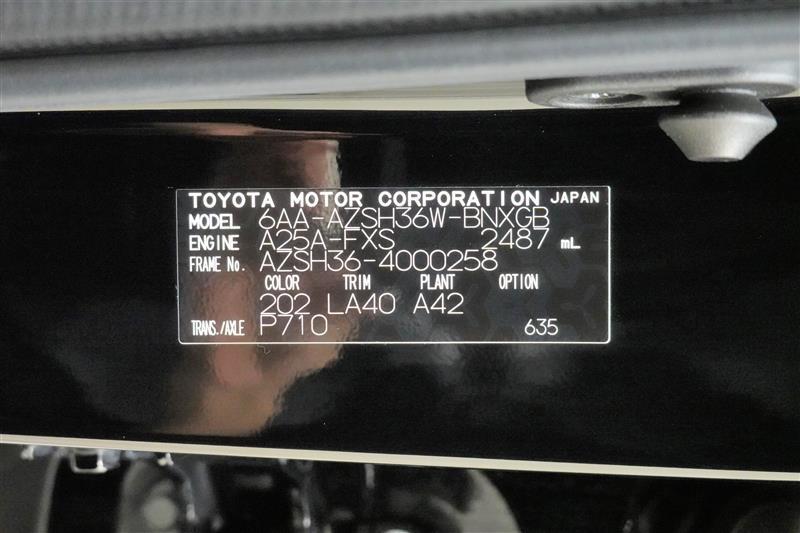 TOYOTA MOTOR CORPORATION JAPAN
MODEL 6AA-AZSH36W-BNXGB
ENGINE A25A-FXS 2487 mL
FRAME No. AZSH36-4000258
COLOR TRIM PLANT OPTION
202 LA40 A42
TRANS./AXLE P710 635